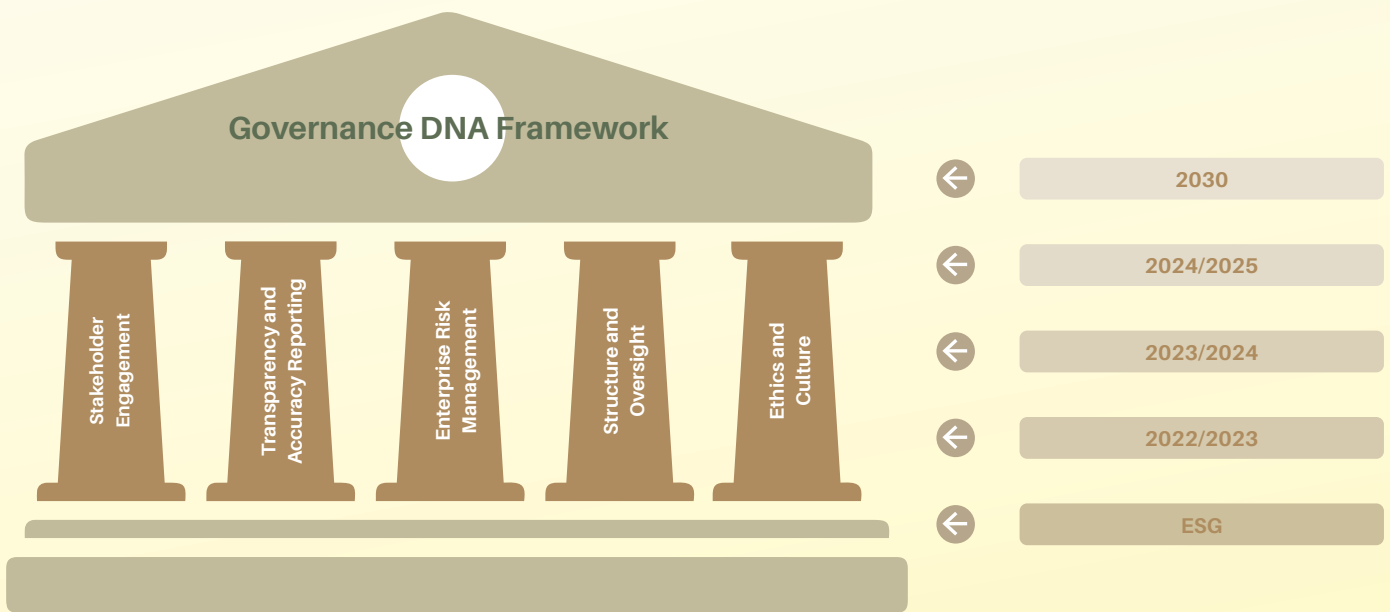 Governance DNA Framework
Stakeholder
Engagement
Transparency and
Accuracy Reporting
Enterprise Risk
Management
Structure and
Oversight
Ethics and
Culture
2030
2024/2025
2023/2024
2022/2023
ESG